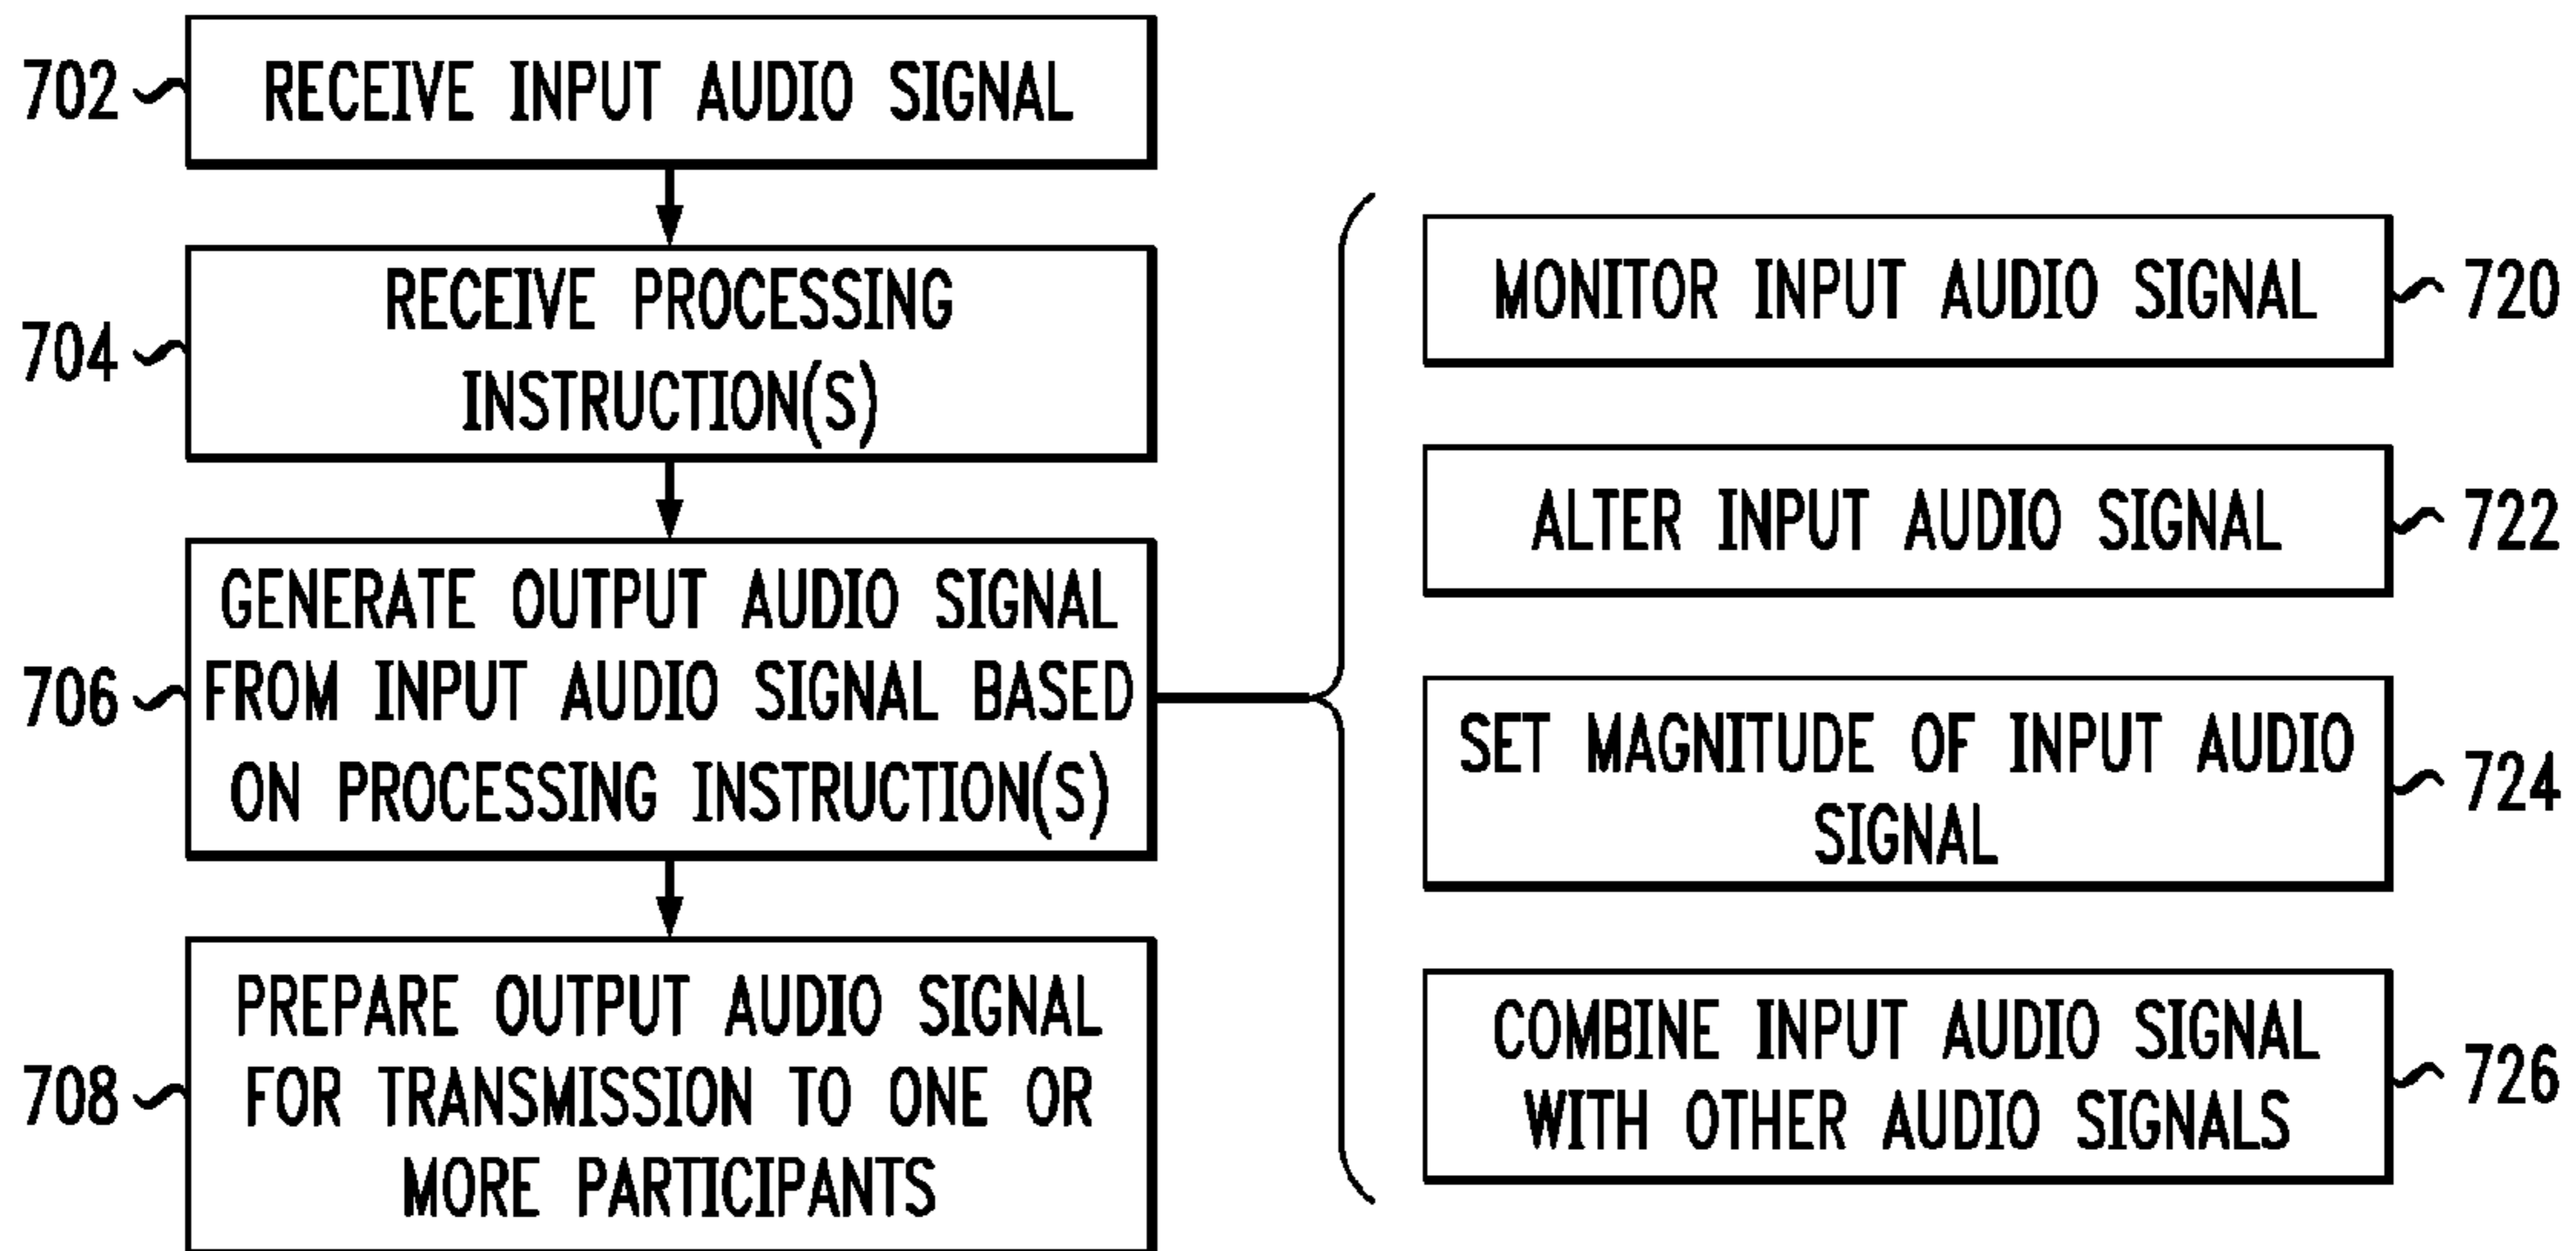 702
RECEIVE INPUT AUDIO SIGNAL
704
RECEIVE PROCESSING
INSTRUCTION(S)
706
GENERATE OUTPUT AUDIO SIGNAL
FROM INPUT AUDIO SIGNAL BASED
ON PROCESSING INSTRUCTION(S)
708
PREPARE OUTPUT AUDIO SIGNAL
FOR TRANSMISSION TO ONE OR
MORE PARTICIPANTS
MONITOR INPUT AUDIO SIGNAL
720
ALTER INPUT AUDIO SIGNAL
722
SET MAGNITUDE OF INPUT AUDIO
SIGNAL
724
COMBINE INPUT AUDIO SIGNAL
WITH OTHER AUDIO SIGNALS
726